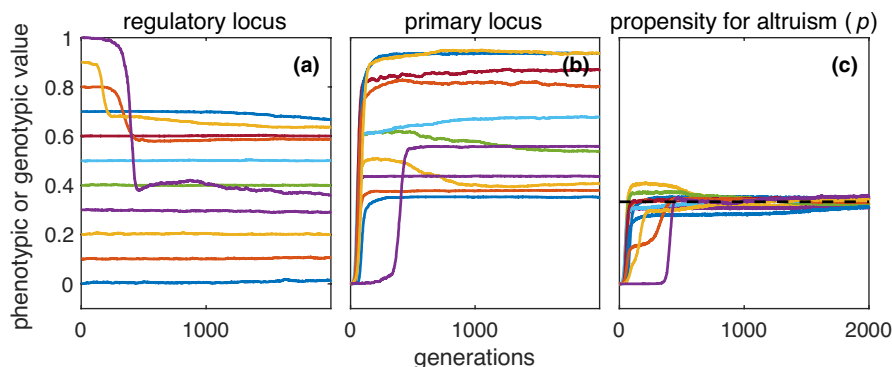 regulatory locus
primary locus
propensity for altruism ( p)
phenotypic or genotypic value
1
0.8
0.6
0.4
0.2
0
(a)
(b)
(c)
0
1000
0
1000
0
1000
2000
generations